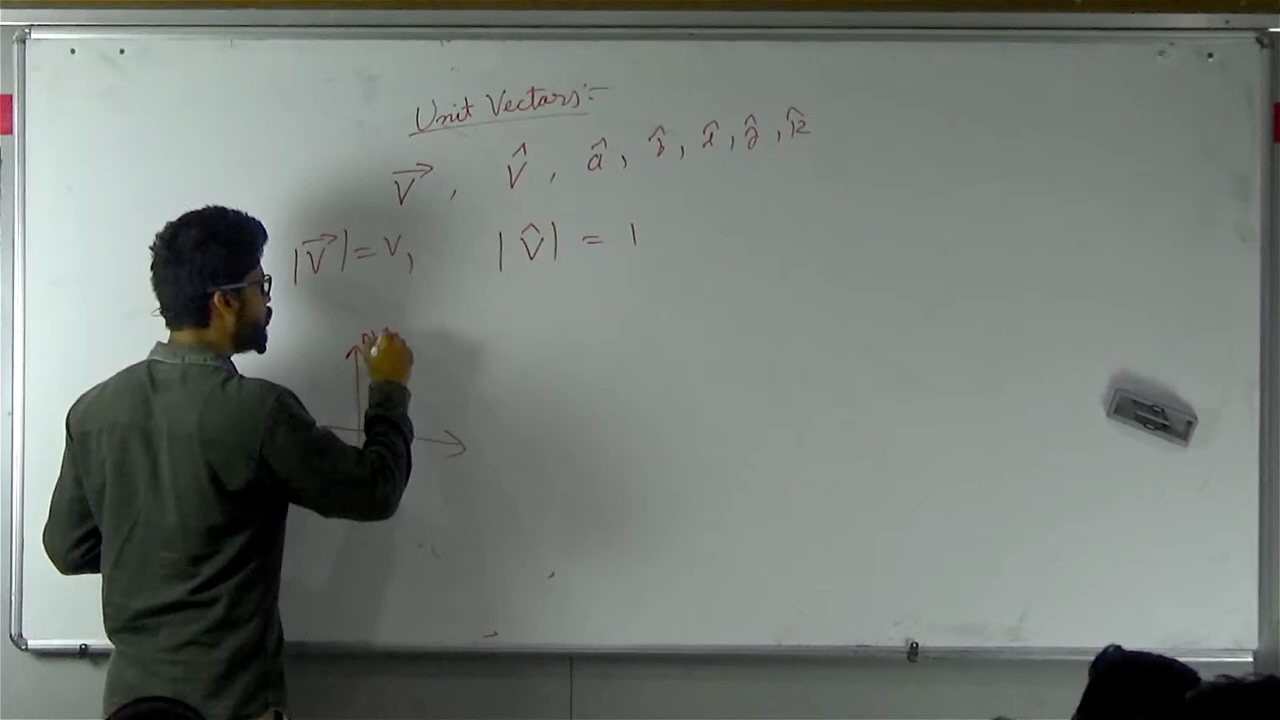 Unit Vectors:-
V⃗ , V̂ , â, b̂, î, ĵ, k̂
|V⃗| = V, |V̂| = 1